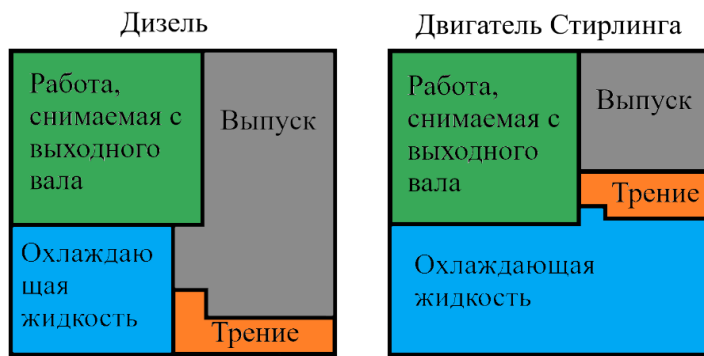 Дизель
Работа,
снимаемая с
выходного
вала
Выпуск
Охлаждаю
щая
жидкость
Трение
Двигатель Стирлинга
Работа,
снимаемая с
выходного
вала
Выпуск
Трение
Охлаждающая
жидкость